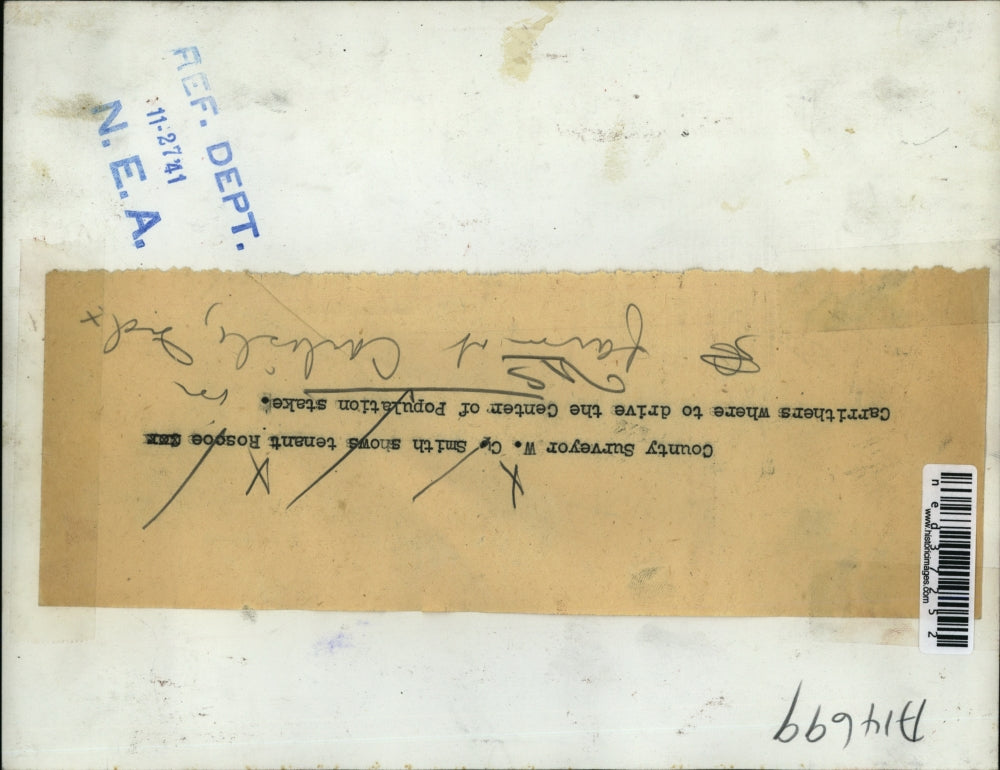 REF. DEPT.
11-27 41
N. E. A.
County Surveyor W. C. Smith shows tenant Roscoe
Carrithers where to drive the Center of Population stake.
farm at Carlisle, Ind x
ned37252
www.historicimages.com
A14699